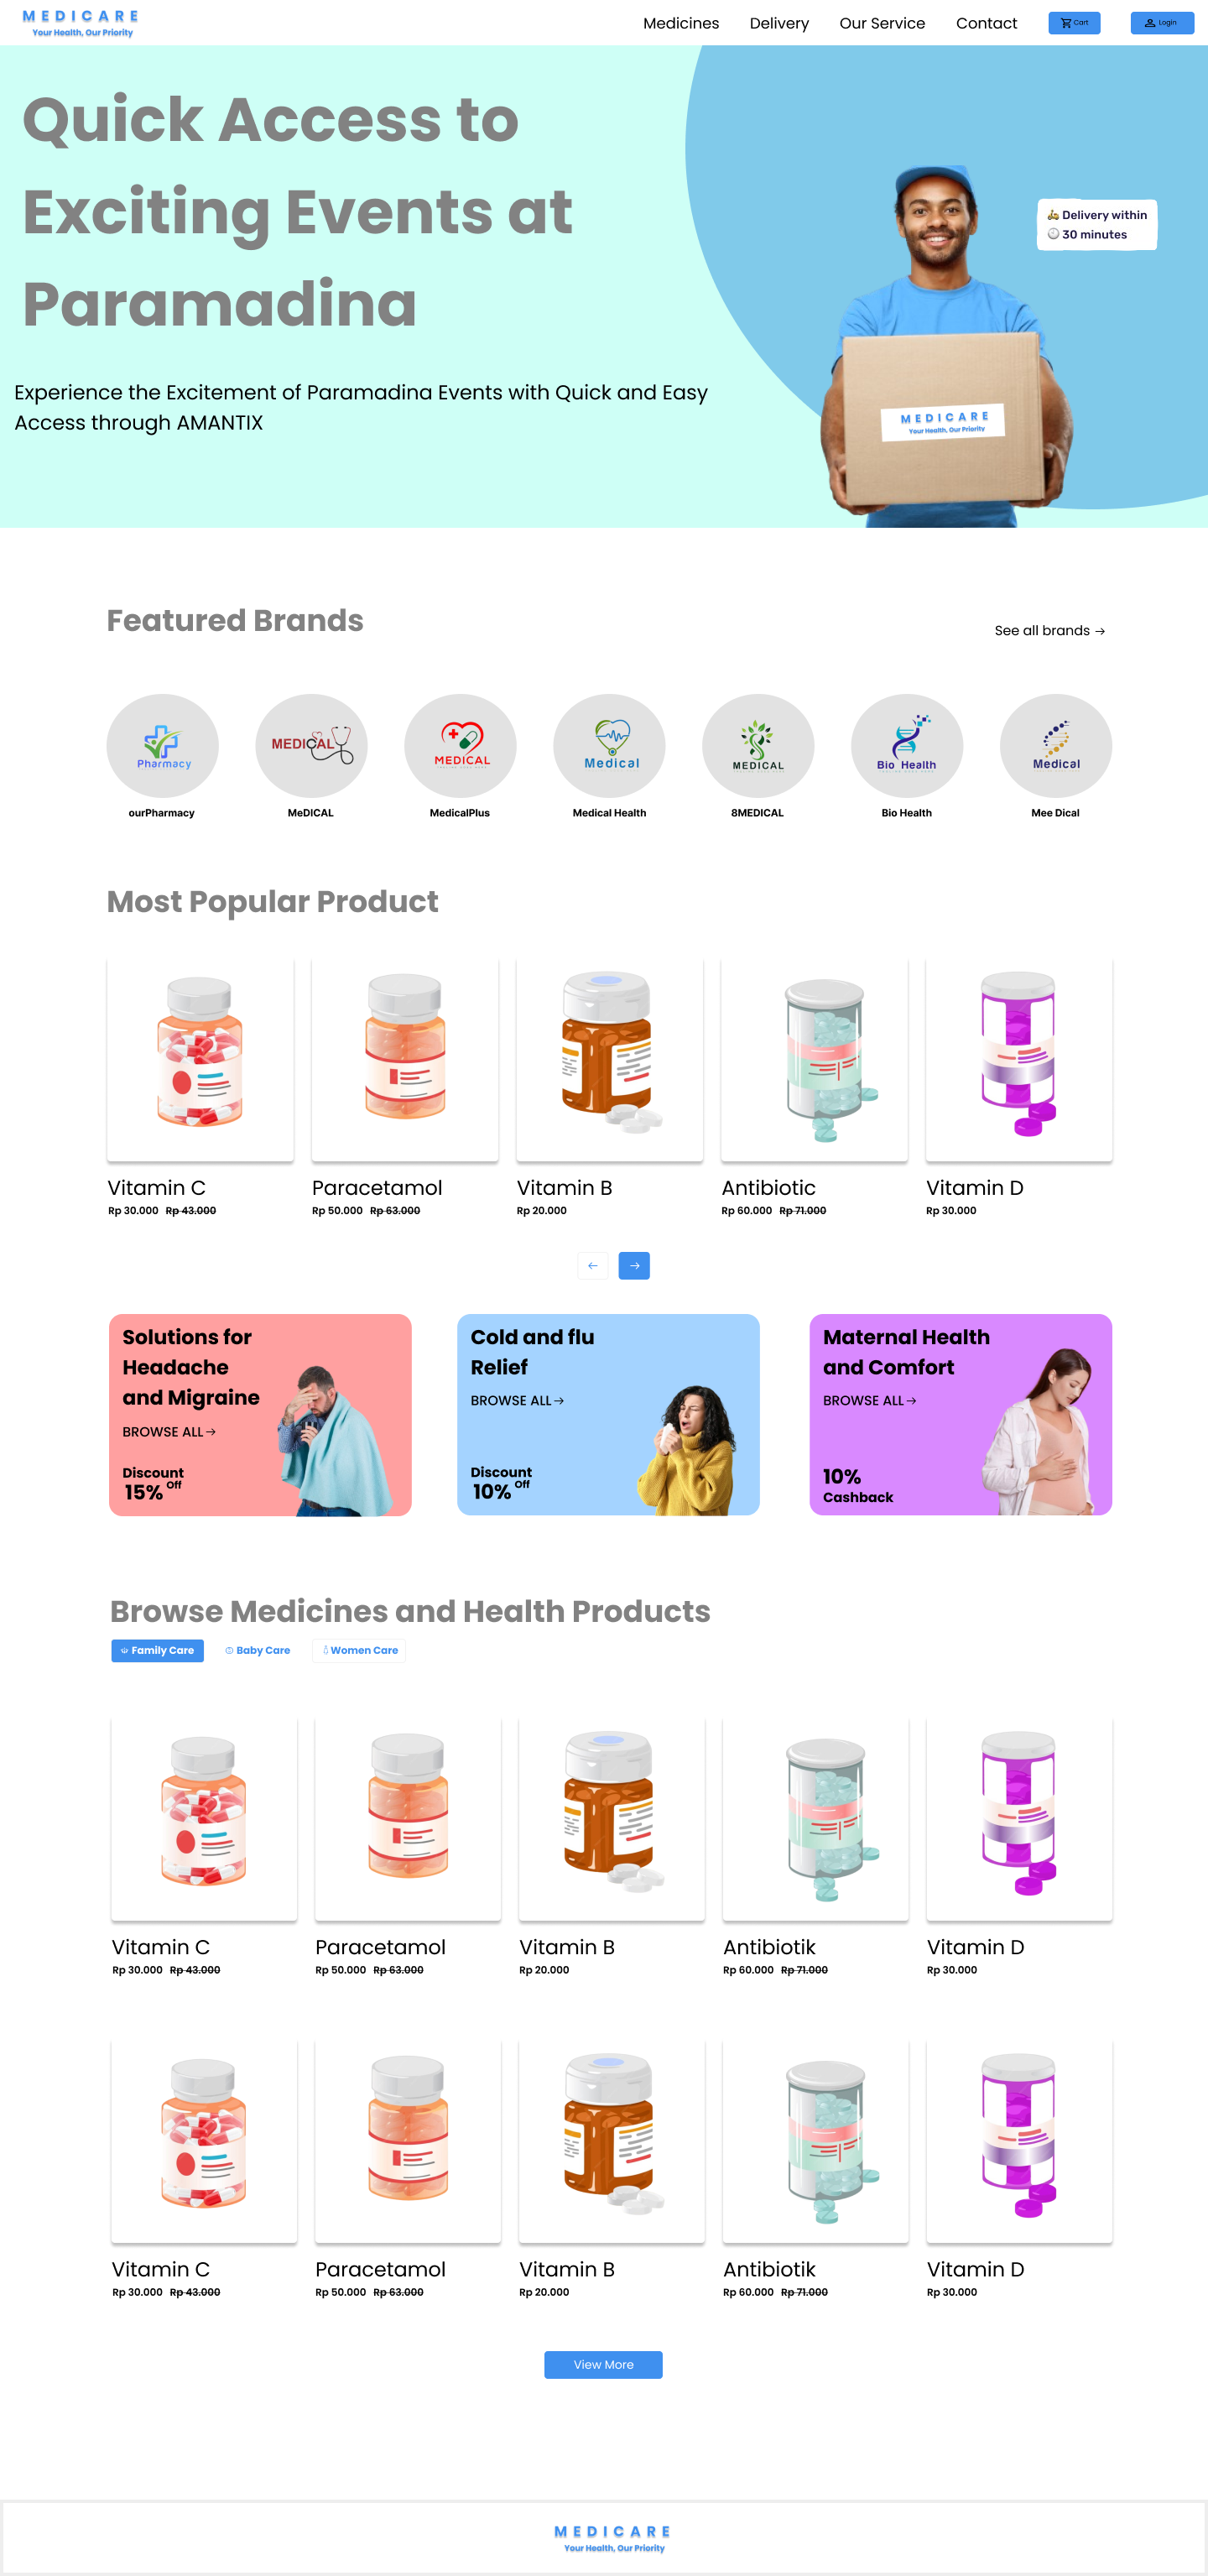 MEDICARE
Your Health, Our Priority
Medicines
Delivery
Our Service
Contact
Cart
Login
Quick Access to
Exciting Events at
Paramadina
Experience the Excitement of Paramadina Events with Quick and Easy
Access through AMANTIX
Delivery within
30 minutes
MEDICARE
Your Health, Our Priority
Featured Brands
See all brands →
Pharmacy
MEDICAL
MEDICAL
Medical
MEDICAL
Bio Health
Medical
ourPharmacy
MeDICAL
MedicalPlus
Medical Health
8MEDICAL
Bio Health
Mee Dical
Most Popular Product
Vitamin C
Rp 30.000 Rp 43.000
Paracetamol
Rp 50.000 Rp 63.000
Vitamin B
Rp 20.000
Antibiotic
Rp 60.000 Rp 71.000
Vitamin D
Rp 30.000
← →
Solutions for
Headache
and Migraine
BROWSE ALL →
Discount
15% Off
Cold and flu
Relief
BROWSE ALL →
Discount
10% Off
Maternal Health
and Comfort
BROWSE ALL →
10%
Cashback
Browse Medicines and Health Products
Family Care
Baby Care
Women Care
Vitamin C
Rp 30.000 Rp 43.000
Paracetamol
Rp 50.000 Rp 63.000
Vitamin B
Rp 20.000
Antibiotik
Rp 60.000 Rp 71.000
Vitamin D
Rp 30.000
Vitamin C
Rp 30.000 Rp 43.000
Paracetamol
Rp 50.000 Rp 63.000
Vitamin B
Rp 20.000
Antibiotik
Rp 60.000 Rp 71.000
Vitamin D
Rp 30.000
View More
MEDICARE
Your Health, Our Priority